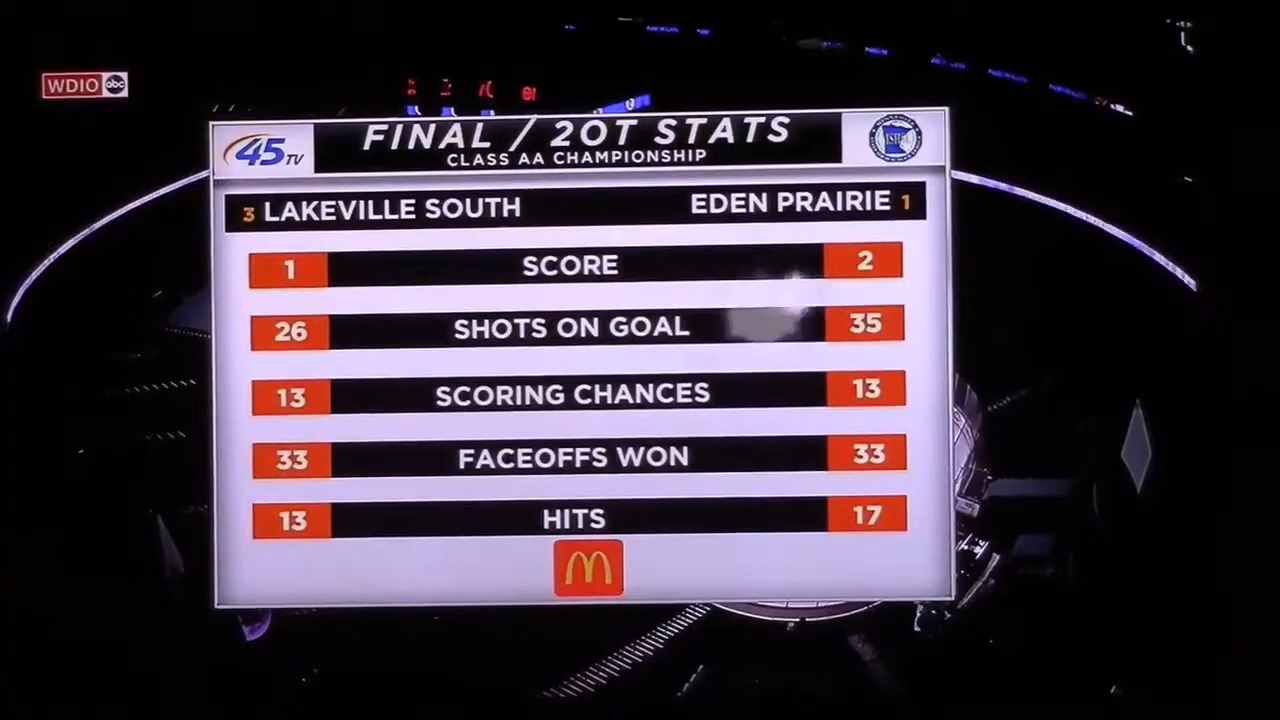 WDIO abc
45 TV
FINAL / 2OT STATS
CLASS AA CHAMPIONSHIP
3 LAKEVILLE SOUTH
EDEN PRAIRIE 1
1 SCORE 2
26 SHOTS ON GOAL 35
13 SCORING CHANCES 13
33 FACEOFFS WON 33
13 HITS 17